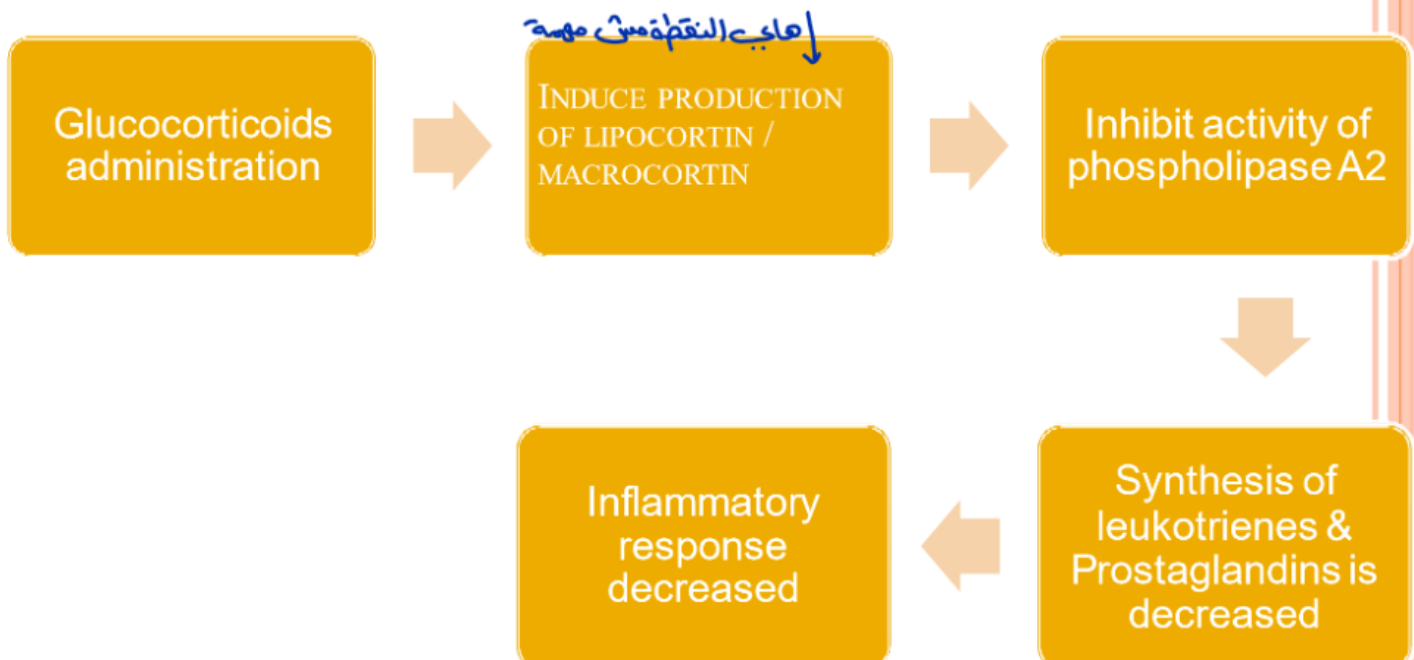 هاي النقطة مش مهمة
Glucocorticoids
administration
INDUCE PRODUCTION
OF LIPOCORTIN /
MACROCORTIN
Inhibit activity of
phospholipase A2
Synthesis of
leukotrienes &
Prostaglandins is
decreased
Inflammatory
response
decreased